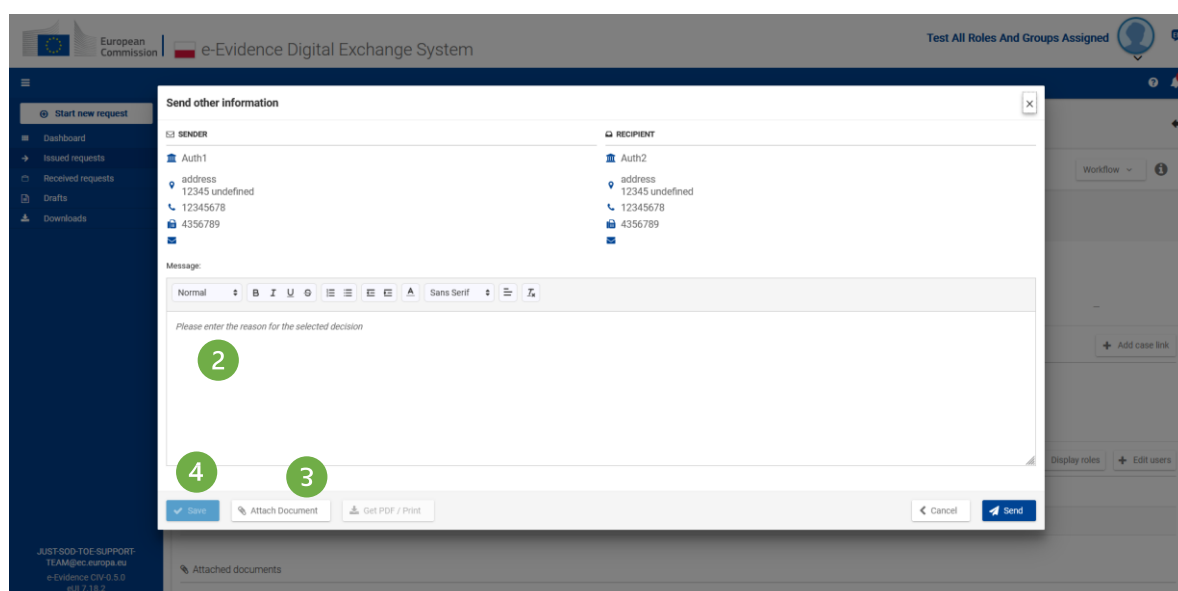 European
Commission
e-Evidence Digital Exchange System
Test All Roles And Groups Assigned
Start new request
Dashboard
Issued requests
Received requests
Drafts
Downloads
Send other information
SENDER
Auth1
address
12345 undefined
12345678
4356789
RECIPIENT
Auth2
address
12345 undefined
12345678
4356789
Message:
Normal B I U S A Sans Serif
Please enter the reason for the selected decision
2
4
3
Save
Attach Document
Get PDF / Print
Cancel
Send
Workflow
Add case link
Display roles
Edit users
Attached documents
JUST-SOD-TOE-SUPPORT-
TEAM@ec.europa.eu
e-Evidence CIV-0.5.0
eUI 7.18.2